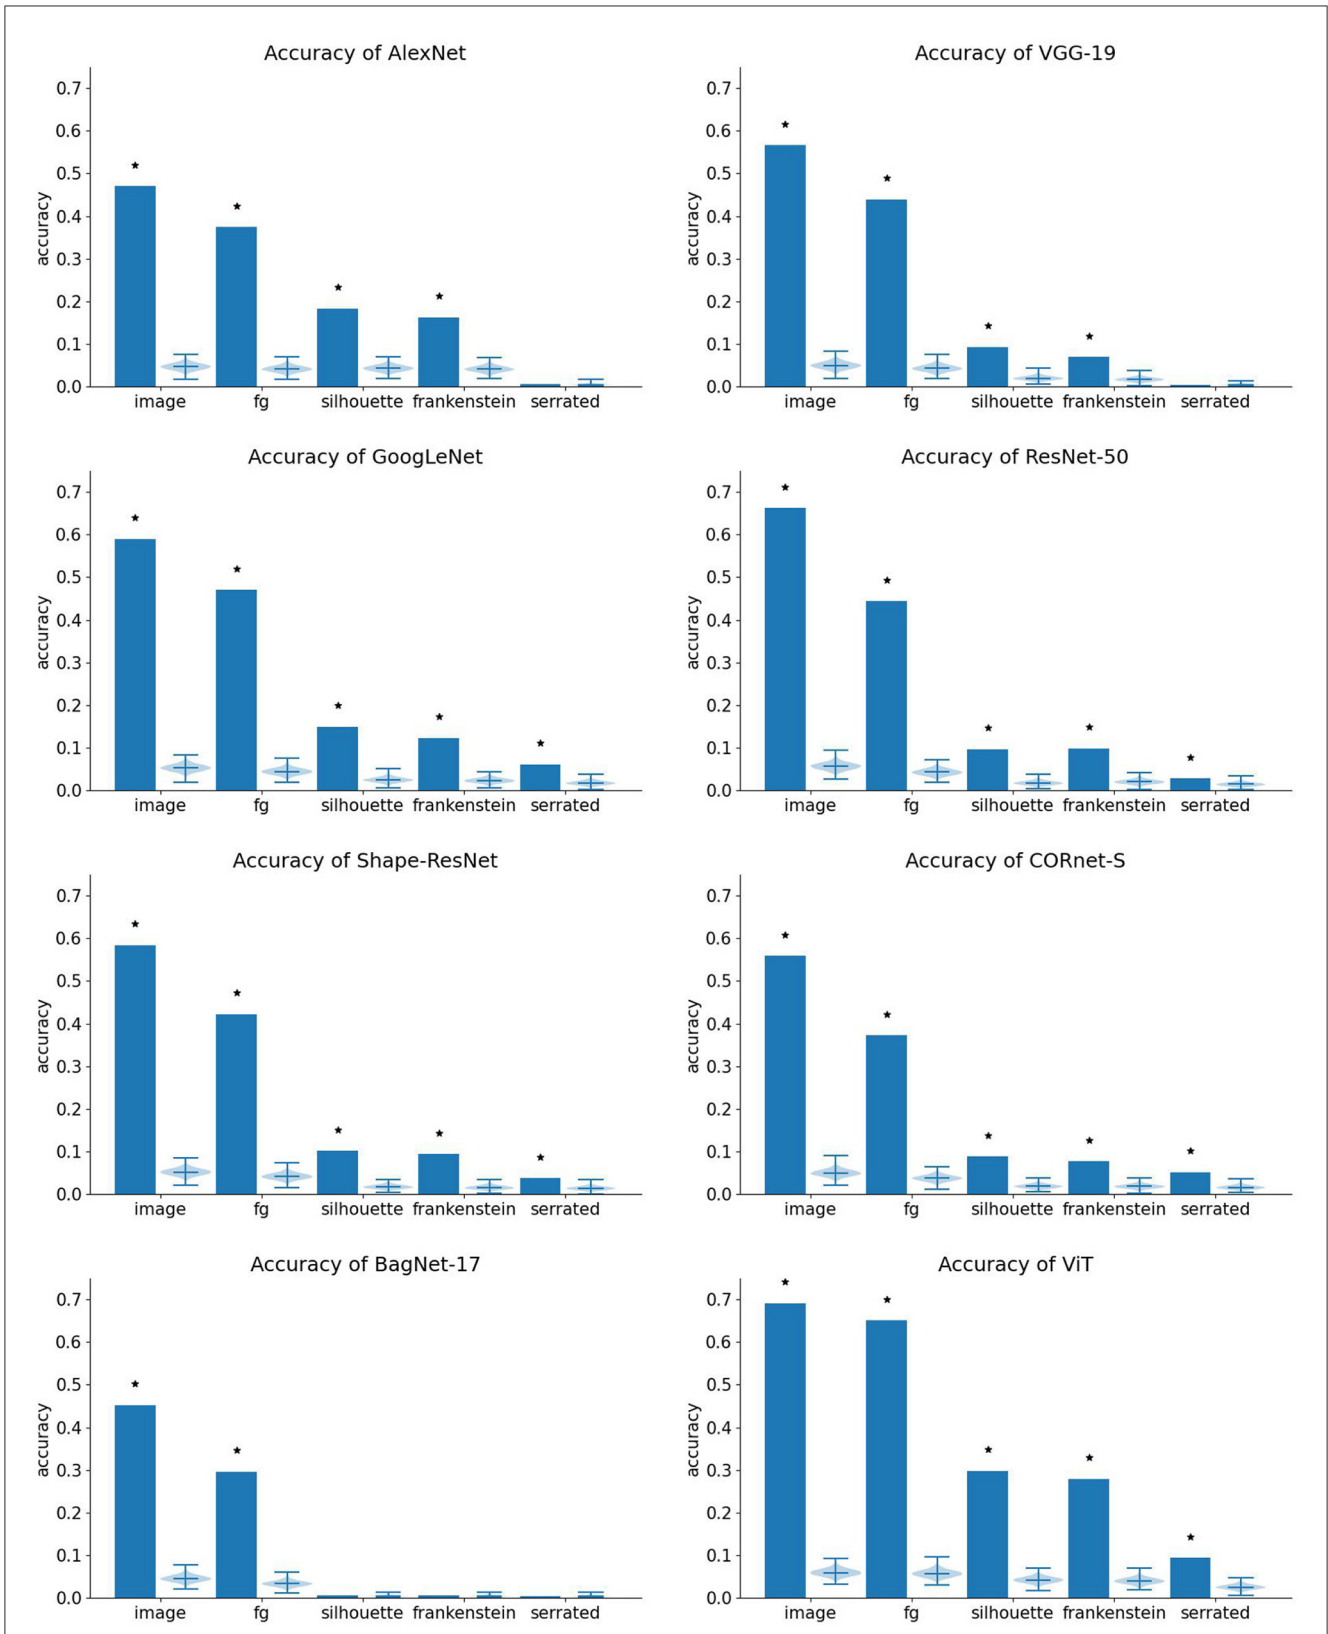 Accuracy of AlexNet
0.7
0.6
0.5
0.4
0.3
0.2
0.1
0.0
accuracy
image fg silhouette frankenstein serrated
Accuracy of VGG-19
0.7
0.6
0.5
0.4
0.3
0.2
0.1
0.0
accuracy
image fg silhouette frankenstein serrated
Accuracy of GoogLeNet
0.7
0.6
0.5
0.4
0.3
0.2
0.1
0.0
accuracy
image fg silhouette frankenstein serrated
Accuracy of ResNet-50
0.7
0.6
0.5
0.4
0.3
0.2
0.1
0.0
accuracy
image fg silhouette frankenstein serrated
Accuracy of Shape-ResNet
0.7
0.6
0.5
0.4
0.3
0.2
0.1
0.0
accuracy
image fg silhouette frankenstein serrated
Accuracy of CORnet-S
0.7
0.6
0.5
0.4
0.3
0.2
0.1
0.0
accuracy
image fg silhouette frankenstein serrated
Accuracy of BagNet-17
0.7
0.6
0.5
0.4
0.3
0.2
0.1
0.0
accuracy
image fg silhouette frankenstein serrated
Accuracy of ViT
0.7
0.6
0.5
0.4
0.3
0.2
0.1
0.0
accuracy
image fg silhouette frankenstein serrated